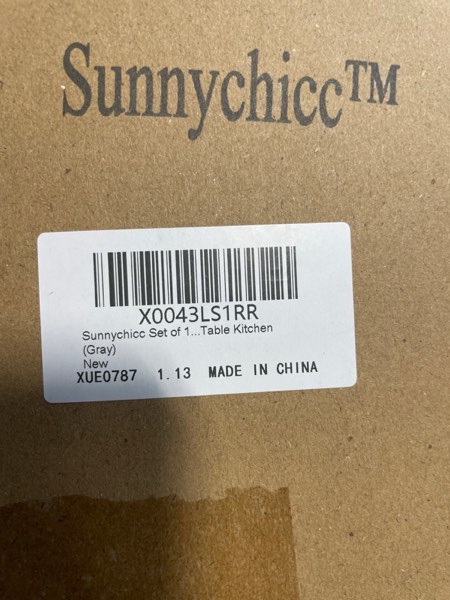 Sunnychicc™
X0043LS1RR
Sunnychicc Set of 1...Table Kitchen
(Gray)
New
XUE0787 1.13 MADE IN CHINA